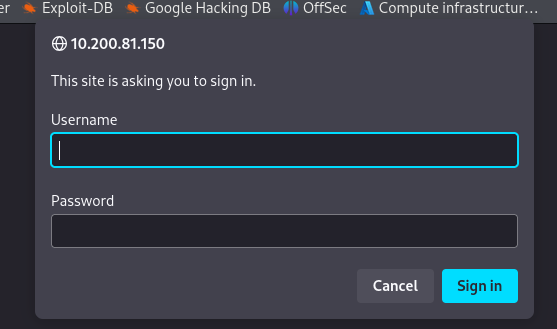 er Exploit-DB Google Hacking DB OffSec Compute infrastructur…
10.200.81.150
This site is asking you to sign in.
Username
Password
Cancel Sign in